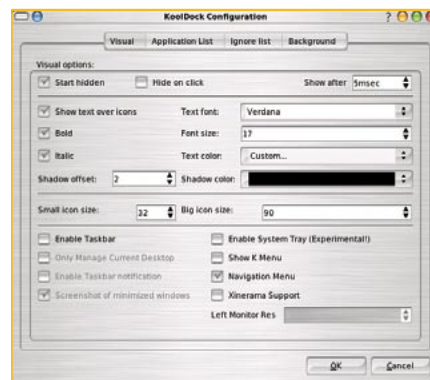 KoolDock Configuration ?
Visual Application List Ignore list Background
Visual options:
Start hidden Hide on click Show after 5msec
Show text over icons Text font: Verdana
Bold Font size: 17
Italic Text color: Custom...
Shadow offset: 2 Shadow color:
Small icon size: 32 Big icon size: 90
Enable Taskbar Enable System Tray (Experimental!)
Only Manage Current Desktop Show K Menu
Enable Taskbar notification Navigation Menu
Screenshot of minimized windows Xinerama Support
Left Monitor Res
OK Cancel